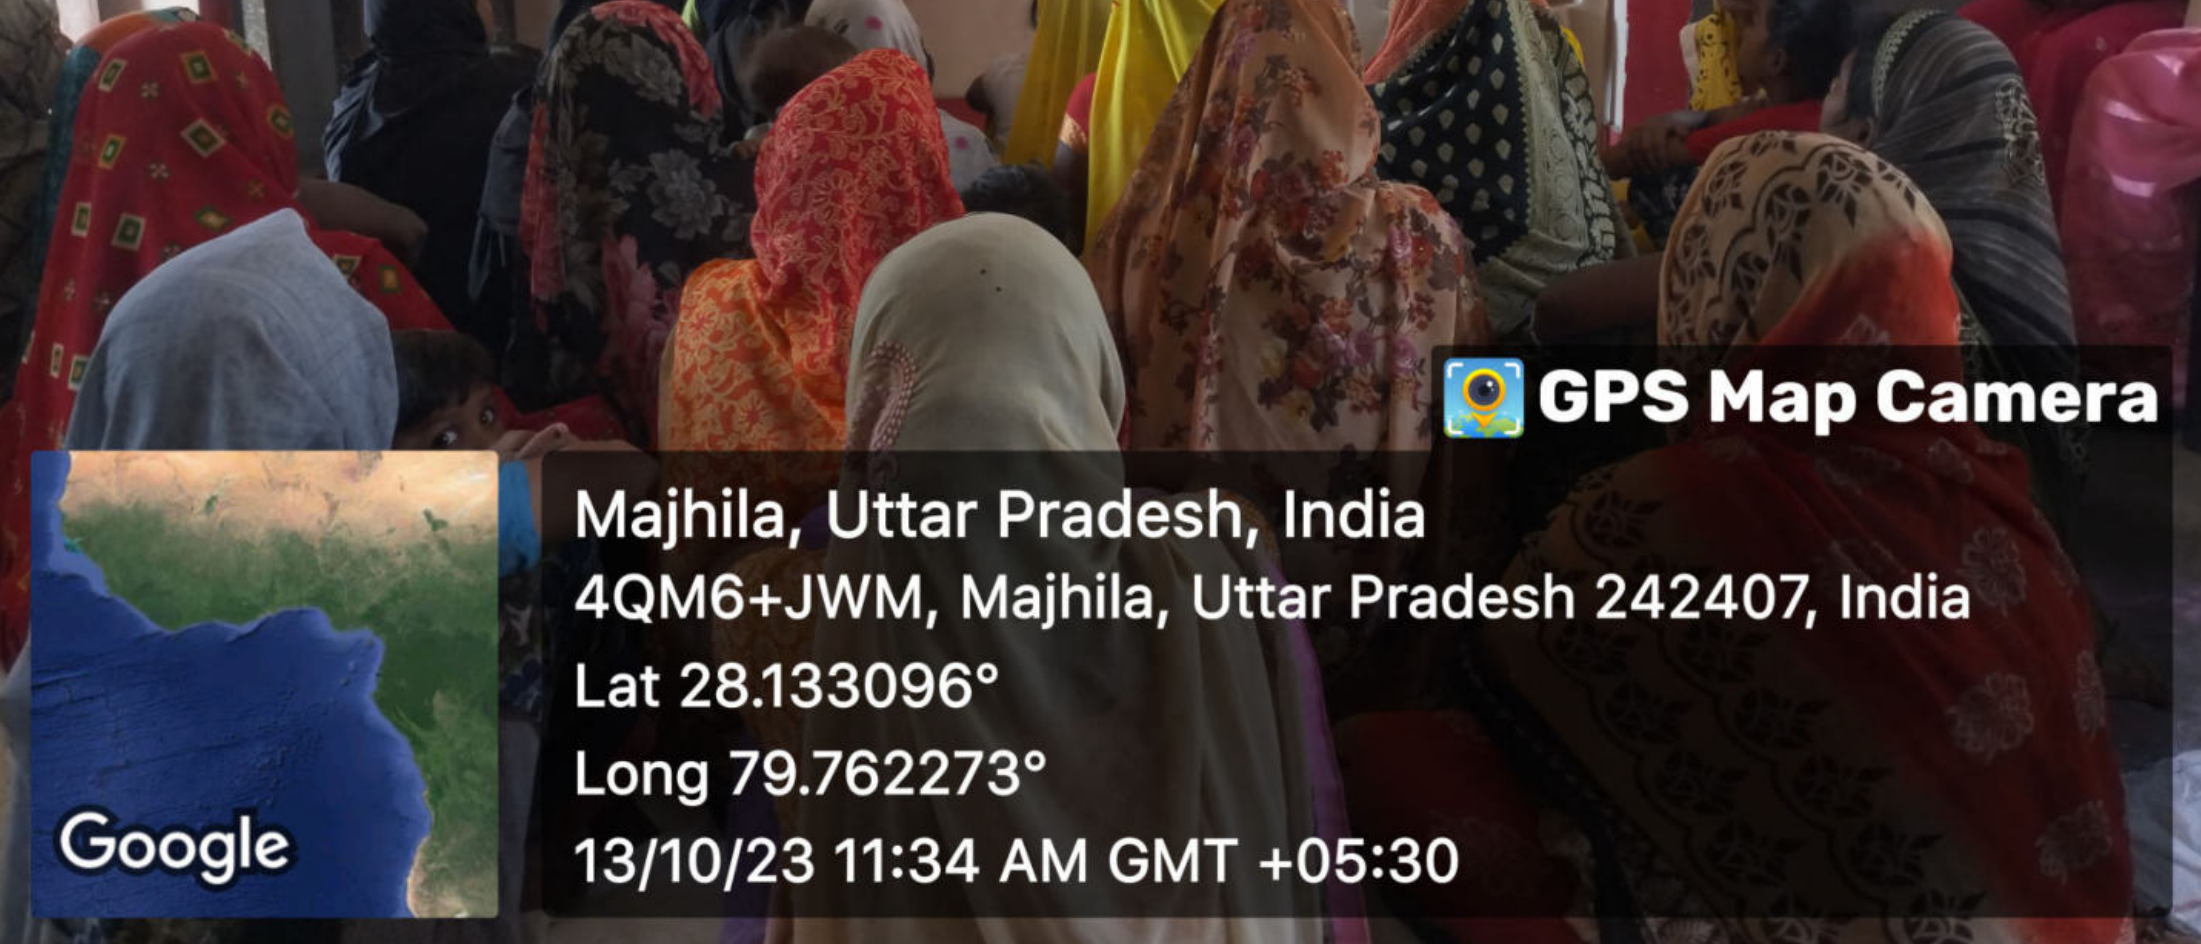 GPS Map Camera
Majhila, Uttar Pradesh, India
4QM6+JWM, Majhila, Uttar Pradesh 242407, India
Lat 28.133096°
Long 79.762273°
13/10/23 11:34 AM GMT +05:30
Google